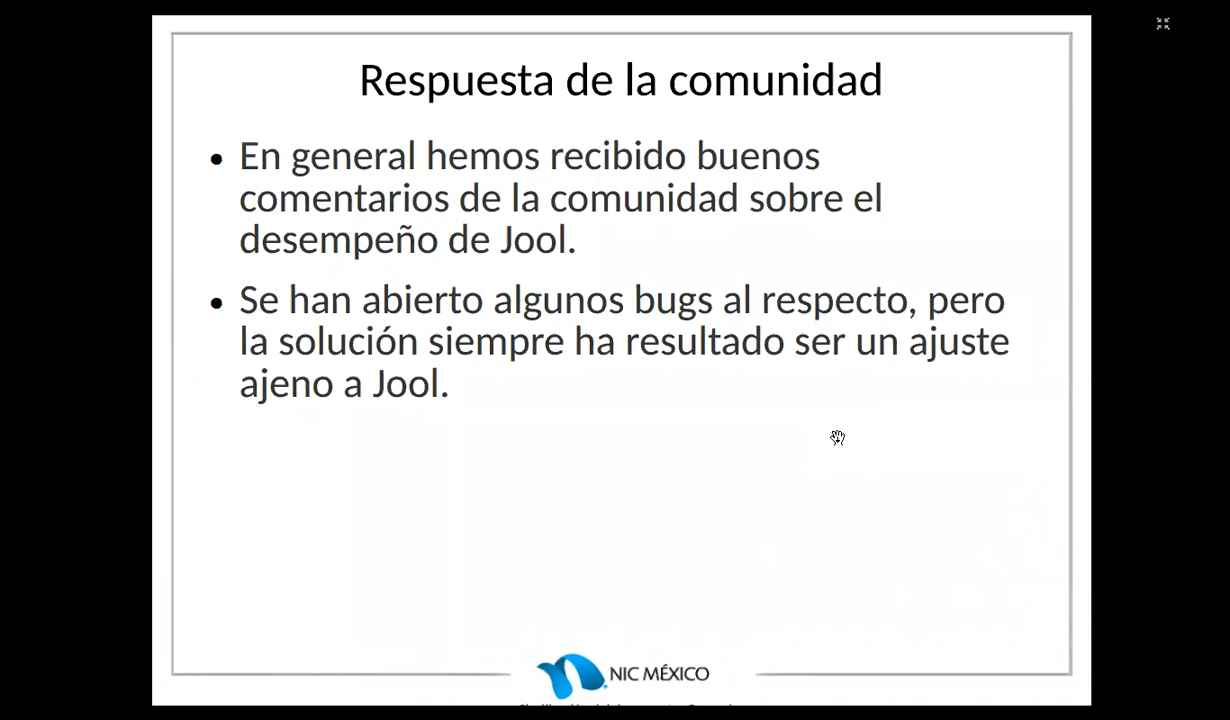 Respuesta de la comunidad
• En general hemos recibido buenos
comentarios de la comunidad sobre el
desempeño de Jool.
• Se han abierto algunos bugs al respecto, pero
la solución siempre ha resultado ser un ajuste
ajeno a Jool.
NIC MÉXICO